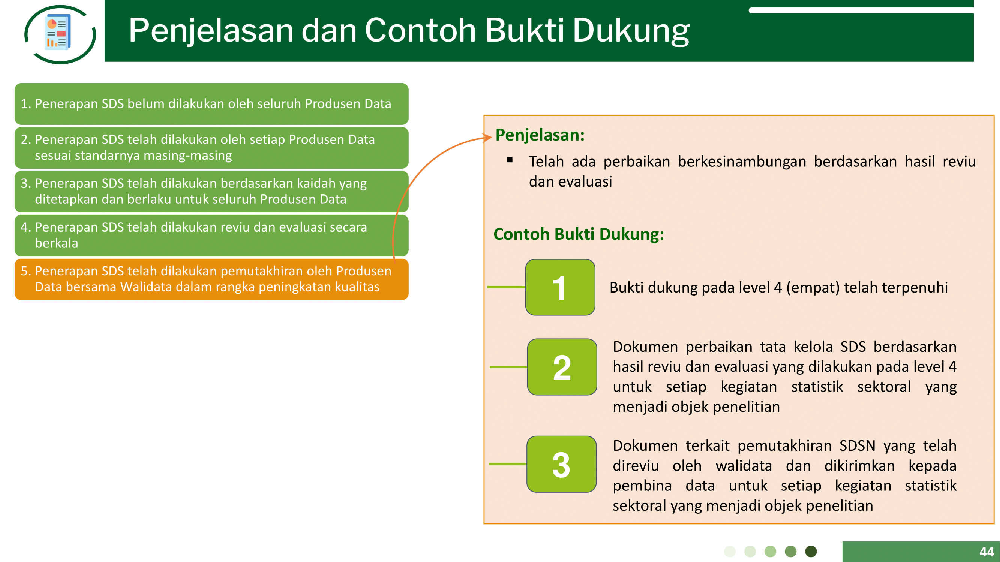 Penjelasan dan Contoh Bukti Dukung
1. Penerapan SDS belum dilakukan oleh seluruh Produsen Data
2. Penerapan SDS telah dilakukan oleh setiap Produsen Data
sesuai standarnya masing-masing
3. Penerapan SDS telah dilakukan berdasarkan kaidah yang
ditetapkan dan berlaku untuk seluruh Produsen Data
4. Penerapan SDS telah dilakukan reviu dan evaluasi secara
berkala
5. Penerapan SDS telah dilakukan pemutakhiran oleh Produsen
Data bersama Walidata dalam rangka peningkatan kualitas
Penjelasan:
▪ Telah ada perbaikan berkesinambungan berdasarkan hasil reviu
dan evaluasi
Contoh Bukti Dukung:
1
Bukti dukung pada level 4 (empat) telah terpenuhi
2
Dokumen perbaikan tata kelola SDS berdasarkan
hasil reviu dan evaluasi yang dilakukan pada level 4
untuk setiap kegiatan statistik sektoral yang
menjadi objek penelitian
3
Dokumen terkait pemutakhiran SDSN yang telah
direviu oleh walidata dan dikirimkan kepada
pembina data untuk setiap kegiatan statistik
sektoral yang menjadi objek penelitian
44